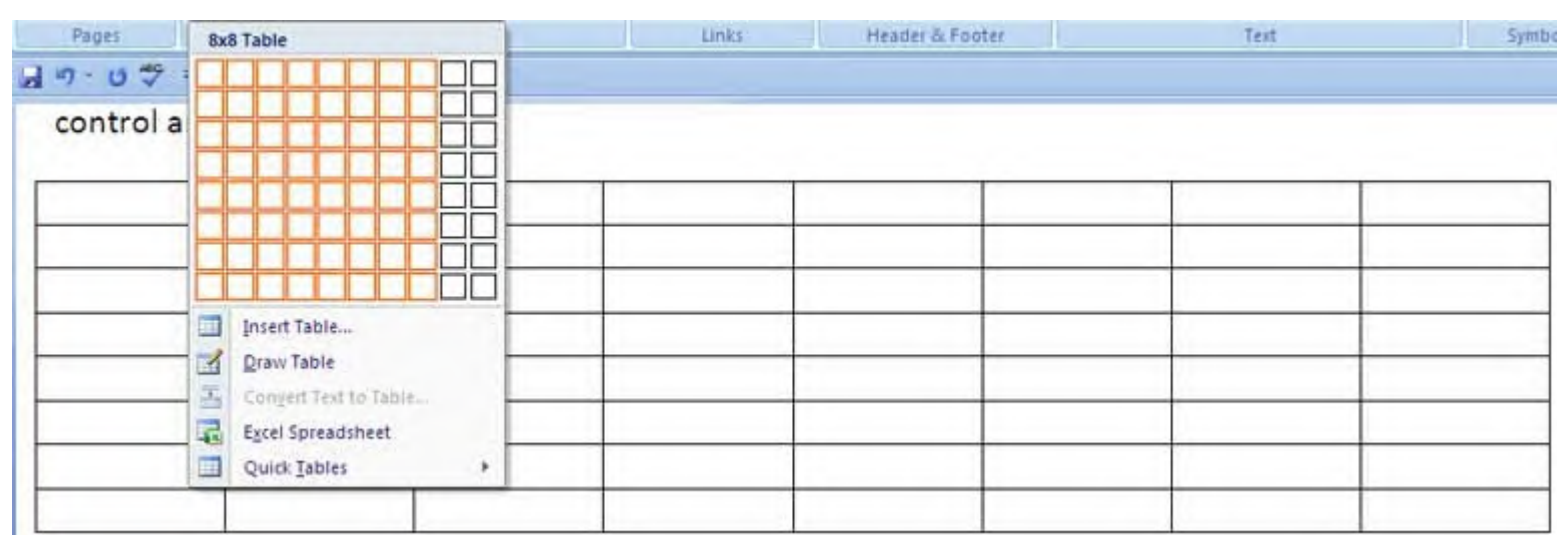 Pages Links Header & Footer Text Symbo
8x8 Table
ABC
control a
Insert Table...
Draw Table
Convert Text to Table...
Excel Spreadsheet
Quick Tables